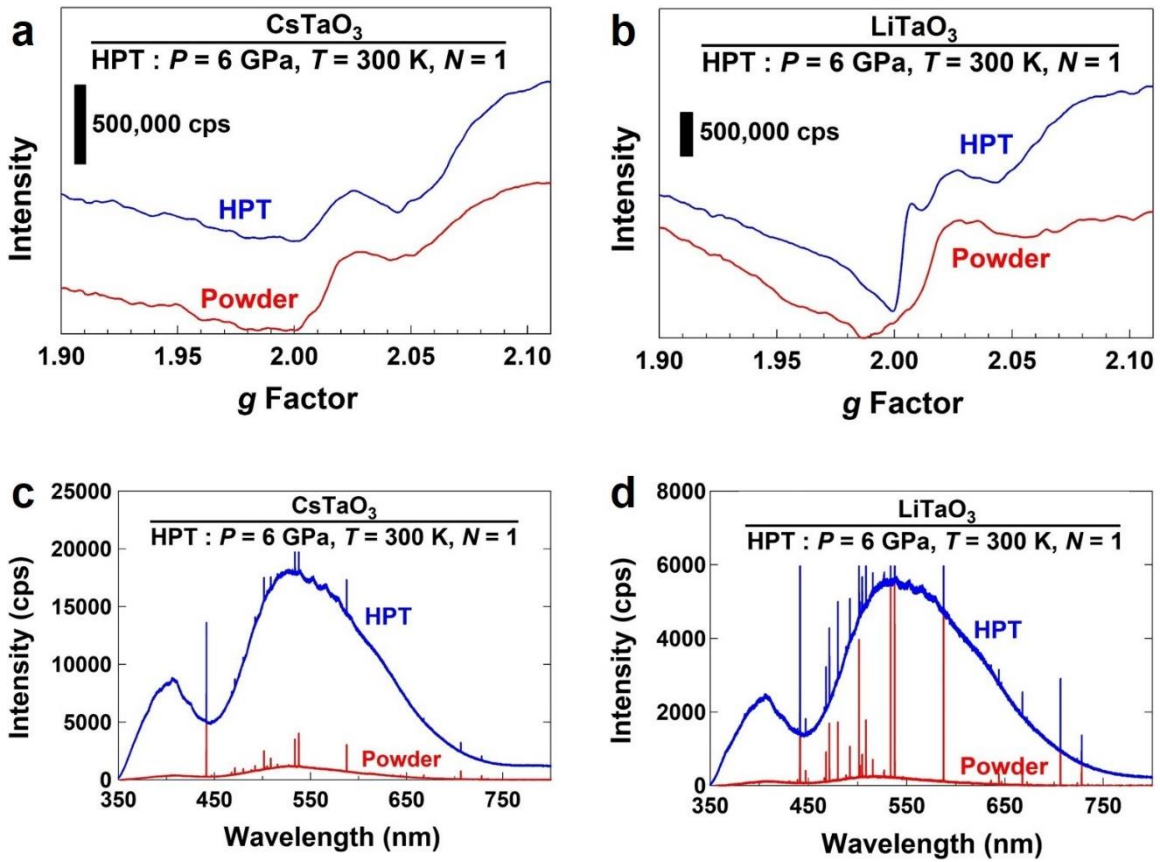 a
CsTaO3
HPT : P = 6 GPa, T = 300 K, N = 1
500,000 cps
HPT
Powder
Intensity
1.90 1.95 2.00 2.05 2.10
g Factor
b
LiTaO3
HPT : P = 6 GPa, T = 300 K, N = 1
500,000 cps
HPT
Powder
Intensity
1.90 1.95 2.00 2.05 2.10
g Factor
c
CsTaO3
HPT : P = 6 GPa, T = 300 K, N = 1
25000
20000
15000
10000
5000
0
Intensity (cps)
HPT
Powder
350 450 550 650 750
Wavelength (nm)
d
LiTaO3
HPT : P = 6 GPa, T = 300 K, N = 1
8000
6000
4000
2000
0
Intensity (cps)
HPT
Powder
350 450 550 650 750
Wavelength (nm)